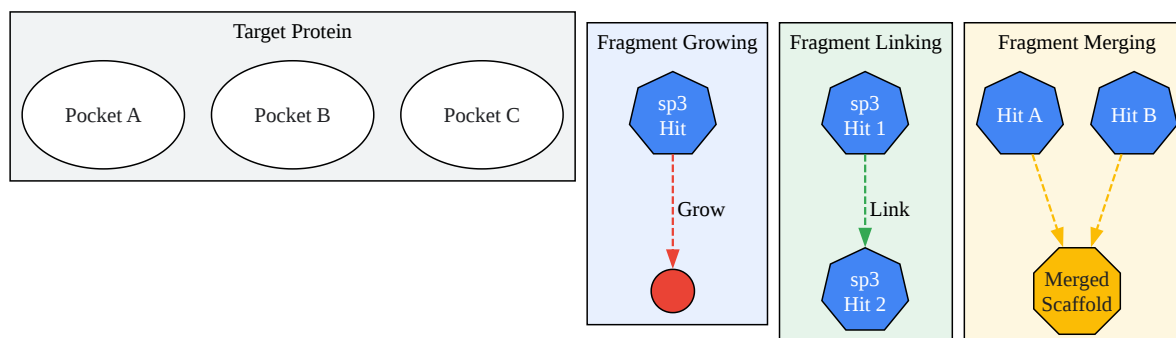 Target Protein
Pocket A
Pocket B
Pocket C
Fragment Growing
sp3
Hit
Grow
Fragment Linking
sp3
Hit 1
Link
sp3
Hit 2
Fragment Merging
Hit A
Hit B
Merged
Scaffold